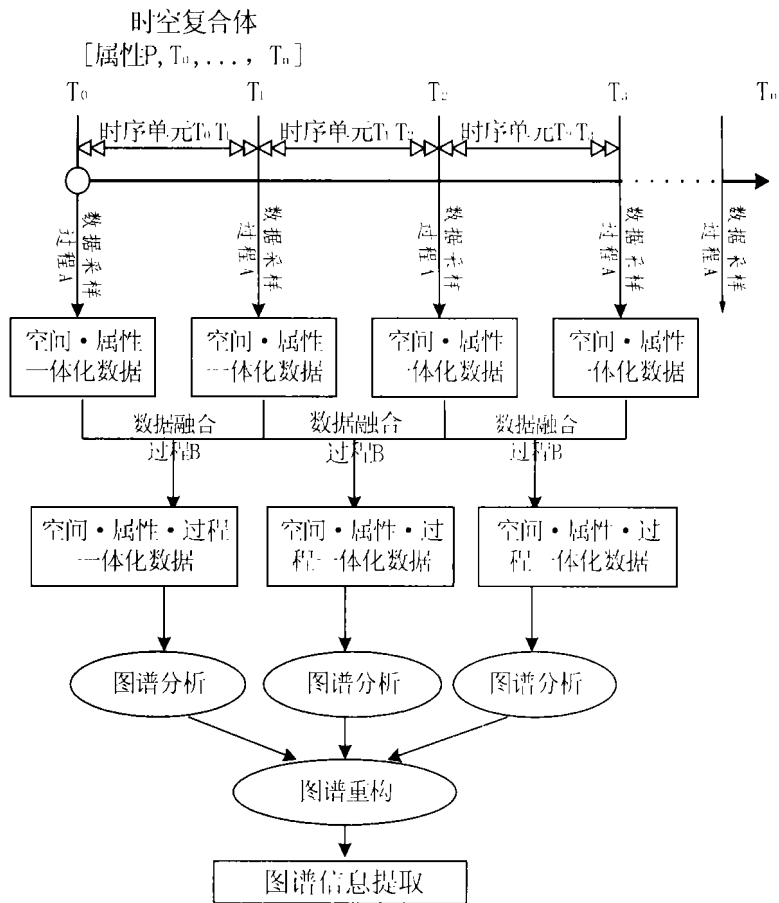 时空复合体
[属性P, T₀, ..., Tₙ]
T₀ T₁ T₂ T₃ Tₙ
时序单元T₀T₁ 时序单元T₁T₂ 时序单元T₂T₃
数据采样 数据采样 数据采样 数据采样 数据采样
过程A 过程A 过程A 过程A 过程A
空间·属性 空间·属性 空间·属性 空间·属性
一体化数据 一体化数据 一体化数据 一体化数据
数据融合 数据融合 数据融合
过程B 过程B 过程B
空间·属性·过程 空间·属性·过 空间·属性·过
一体化数据 程一体化数据 程一体化数据
图谱分析 图谱分析 图谱分析
图谱重构
图谱信息提取